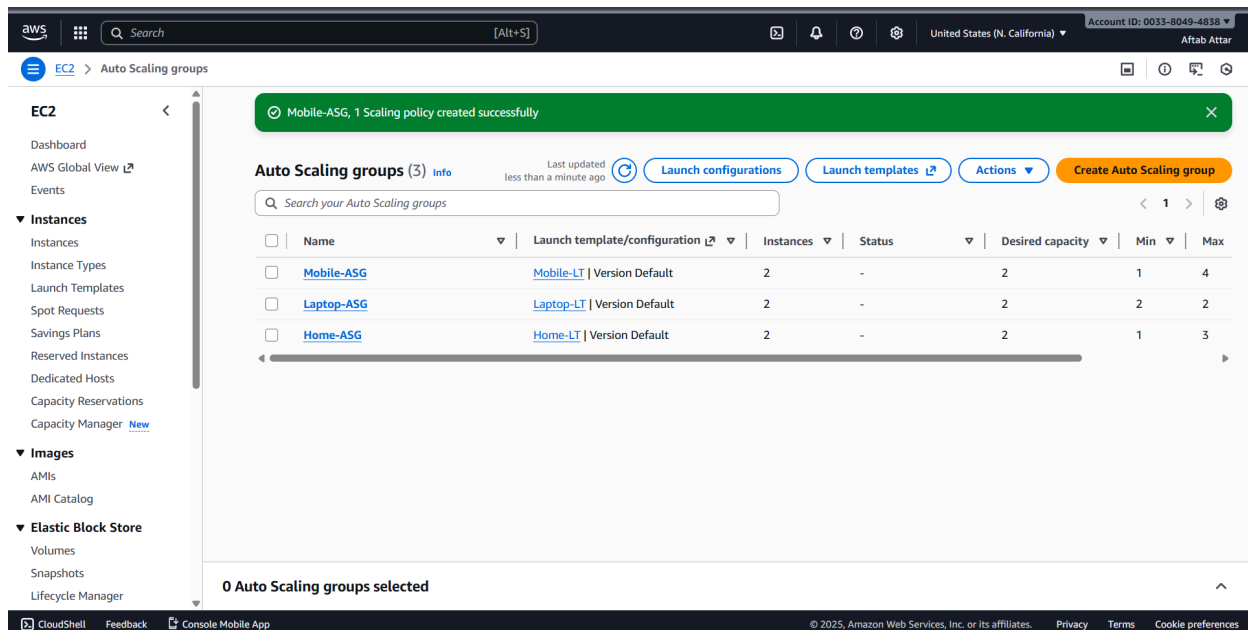 aws
Search [Alt+S]
United States (N. California)
Account ID: 0033-8049-4838
Aftab Attar
EC2 > Auto Scaling groups
EC2
Dashboard
AWS Global View
Events
Instances
Instances
Instance Types
Launch Templates
Spot Requests
Savings Plans
Reserved Instances
Dedicated Hosts
Capacity Reservations
Capacity Manager New
Images
AMIs
AMI Catalog
Elastic Block Store
Volumes
Snapshots
Lifecycle Manager
Mobile-ASG, 1 Scaling policy created successfully
Auto Scaling groups (3) Info
Last updated
less than a minute ago
Launch configurations
Launch templates
Actions
Create Auto Scaling group
Search your Auto Scaling groups
1
Name Launch template/configuration Instances Status Desired capacity Min Max
Mobile-ASG Mobile-LT | Version Default 2 - 2 1 4
Laptop-ASG Laptop-LT | Version Default 2 - 2 2 2
Home-ASG Home-LT | Version Default 2 - 2 1 3
0 Auto Scaling groups selected
CloudShell Feedback Console Mobile App © 2025, Amazon Web Services, Inc. or its affiliates. Privacy Terms Cookie preferences